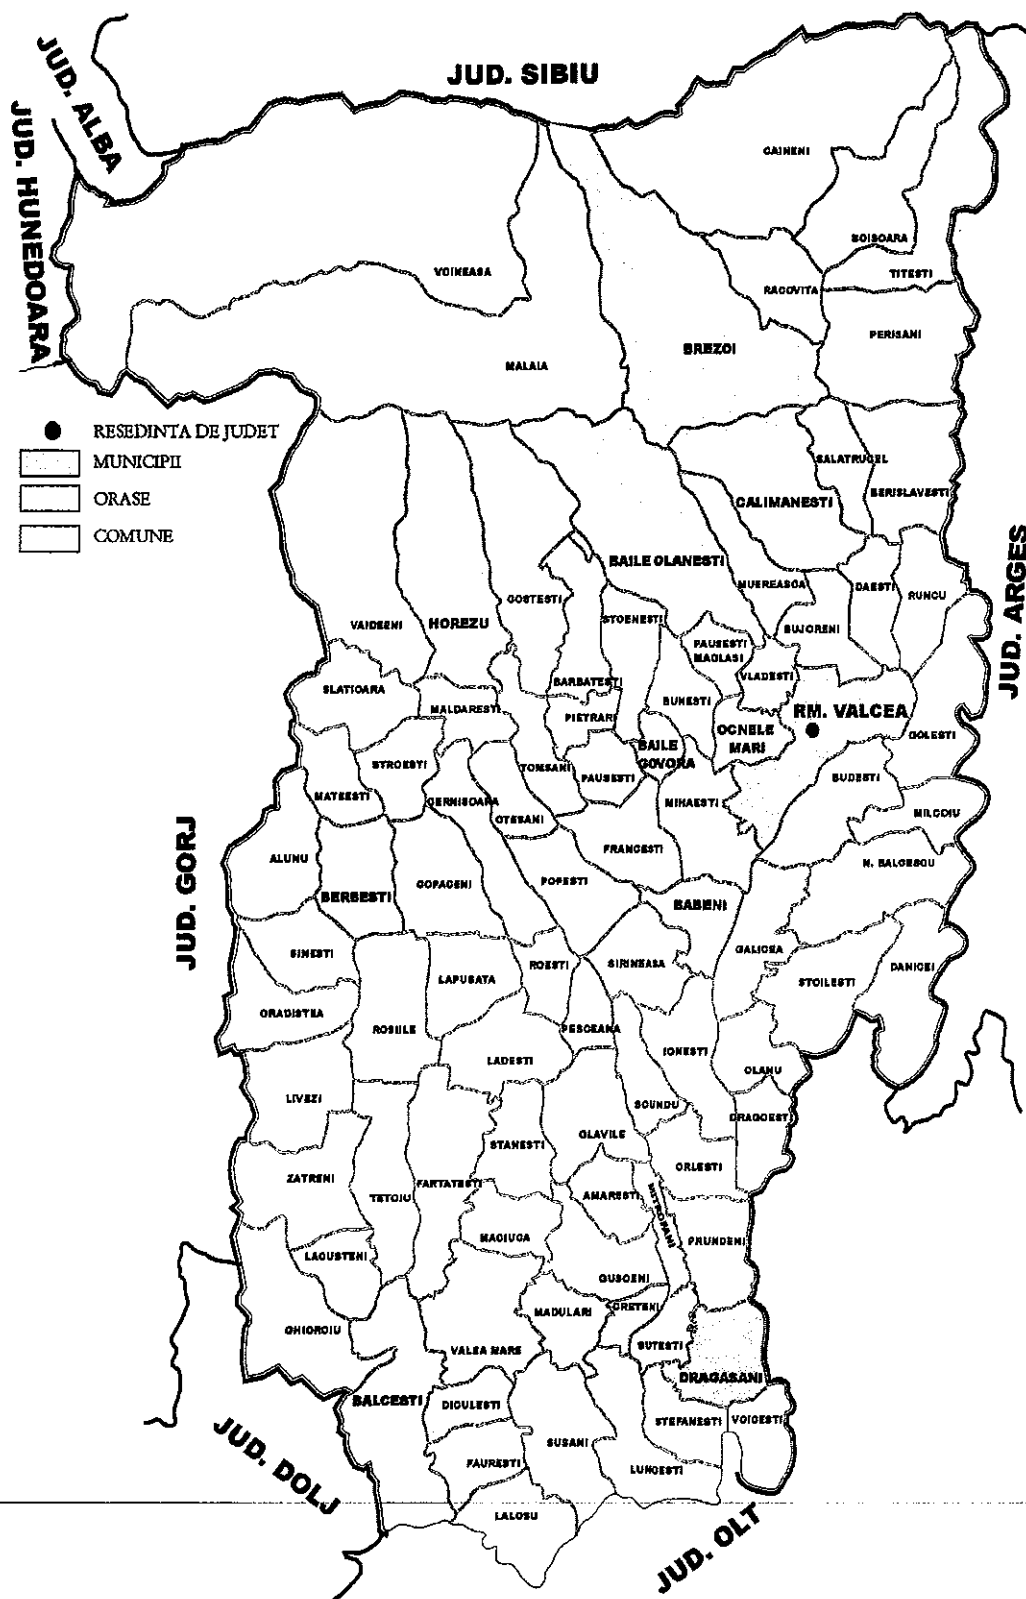 JUD. SIBIU
JUD. ALBA
JUD. HUNEDOARA
CAINENI
BOISOARA
TITESTI
VOINEASA
RACOVITA
PERISANI
BREZOI
MALAIA
RESEDINTA DE JUDET
MUNICIPII
ORASE
COMUNE
SALATRUCEL
BERISLAVESTI
CALIMANESTI
JUD. ARGES
BAILE OLANESTI
MUEREASCA
DAESTI
RUNCU
COSTESTI
STOENESTI
BUJORENI
VAIDEENI
HOREZU
PAUSESTI
MAGLASI
VLADESTI
SLATIOARA
BARBATESTI
BUNESTI
MALDARESTI
PIETRARI
OCNELE
MARI
RM. VALCEA
GOLESTI
BAILE
GOVORA
STROESTI
TOMSANI
PAUSESTI
BUDESTI
MATEESTI
CERNISOARA
OTESANI
MIHAESTI
MILCOIU
JUD. GORJ
ALUNU
FRANCESTI
N. BALCESCU
BERBESTI
COPACENI
POPESTI
BABENI
SINESTI
LAPUSATA
ROESTI
SIRINEASA
GALICEA
STOILESTI
DANICEI
GRADISTEA
ROSIILE
PESCEANA
IONESTI
LADESTI
OLANU
LIVEZI
SCUNDU
DRAGOESTI
STANESTI
GLAVILE
ORLESTI
ZATRENI
TETOIU
FARTATESTI
AMARESTI
MITROFANI
MACIUCA
PRUNDENI
LACUSTENI
GUSOENI
GHIOROIU
MADULARI
CRETENI
VALEA MARE
SUTESTI
DRAGASANI
BALCESTI
DICULESTI
STEFANESTI
VOICESTI
SUSANI
FAURESTI
LUNGESTI
JUD. DOLJ
LALOSU
JUD. OLT